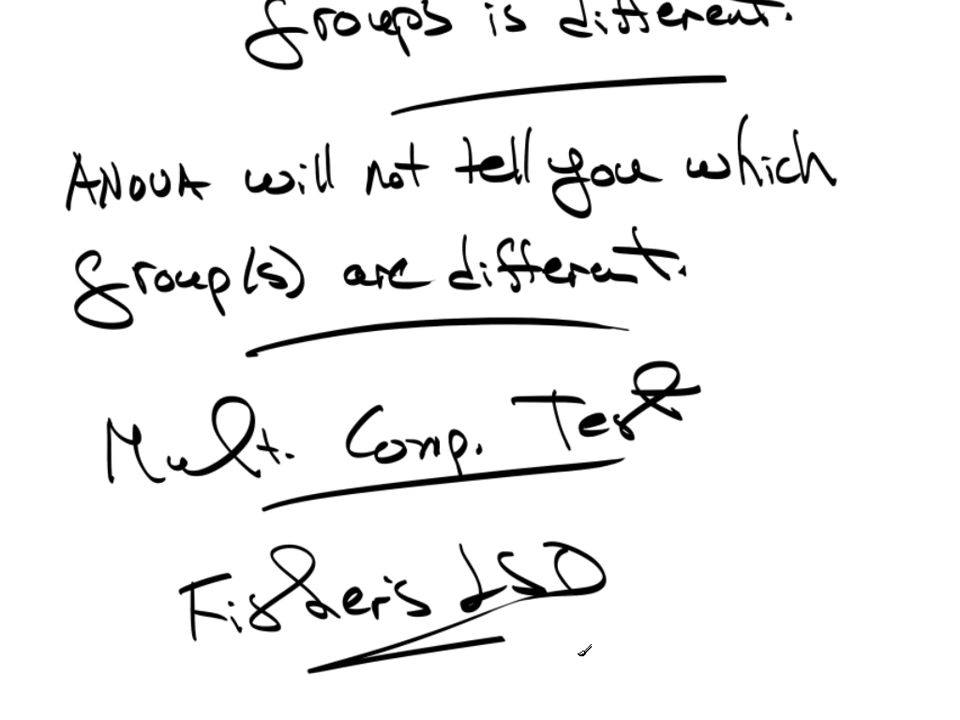 groups is different.
ANOVA will not tell you which
group(s) are different.
Mult. Comp. Test
Fisher's LSD